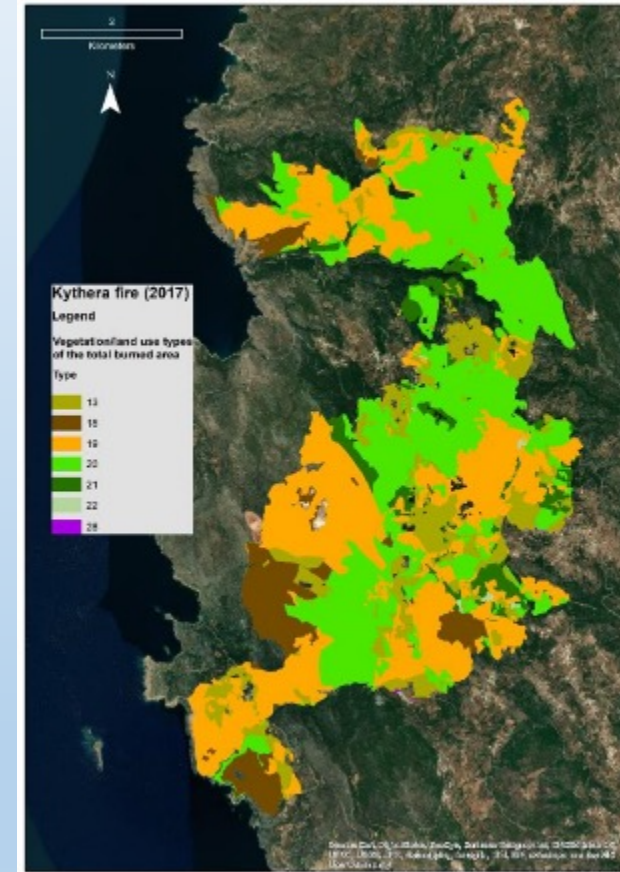 2
Kilometers
N
Kythera fire (2017)
Legend
Vegetation/land use types
of the total burned area
Type
13
18
19
20
21
22
28